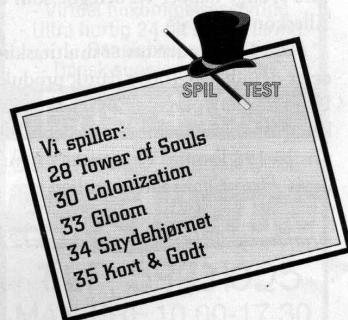 SPIL TEST
Vi spiller:
28 Tower of Souls
30 Colonization
33 Gloom
34 Snydehjørnet
35 Kort & Godt